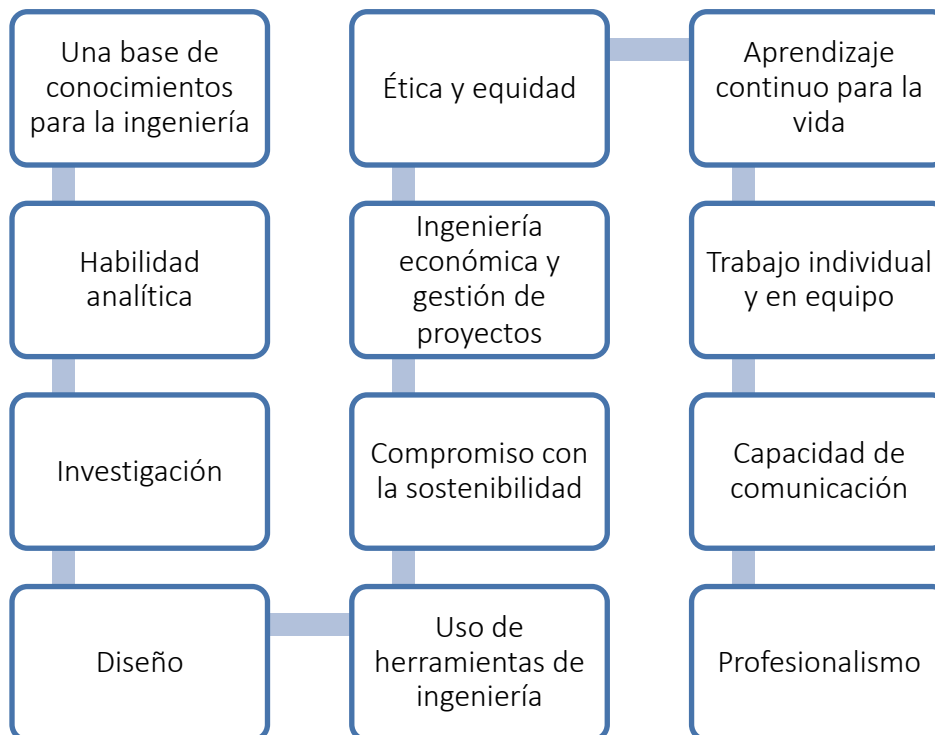 Una base de
conocimientos
para la ingeniería
Habilidad
analítica
Investigación
Diseño
Uso de
herramientas de
ingeniería
Compromiso con
la sostenibilidad
Ingeniería
económica y
gestión de
proyectos
Ética y equidad
Aprendizaje
continuo para la
vida
Trabajo individual
y en equipo
Capacidad de
comunicación
Profesionalismo